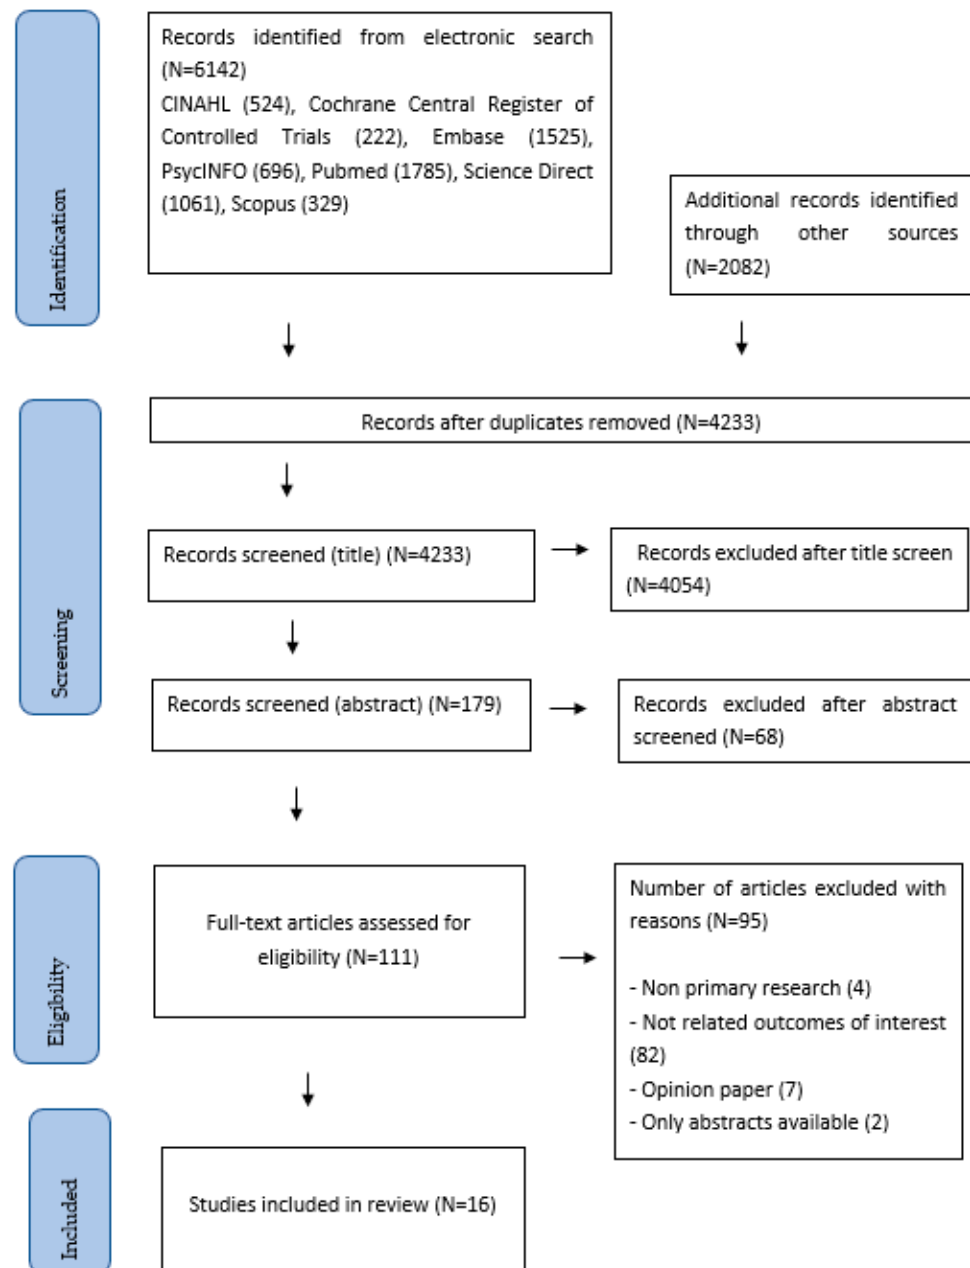 Identification
Records identified from electronic search
(N=6142)
CINAHL (524), Cochrane Central Register of
Controlled Trials (222), Embase (1525),
PsycINFO (696), Pubmed (1785), Science Direct
(1061), Scopus (329)
Additional records identified
through other sources
(N=2082)
Screening
Records after duplicates removed (N=4233)
Records screened (title) (N=4233)
Records excluded after title screen
(N=4054)
Records screened (abstract) (N=179)
Records excluded after abstract
screened (N=68)
Eligibility
Full-text articles assessed for
eligibility (N=111)
Number of articles excluded with
reasons (N=95)
- Non primary research (4)
- Not related outcomes of interest
(82)
- Opinion paper (7)
- Only abstracts available (2)
Included
Studies included in review (N=16)